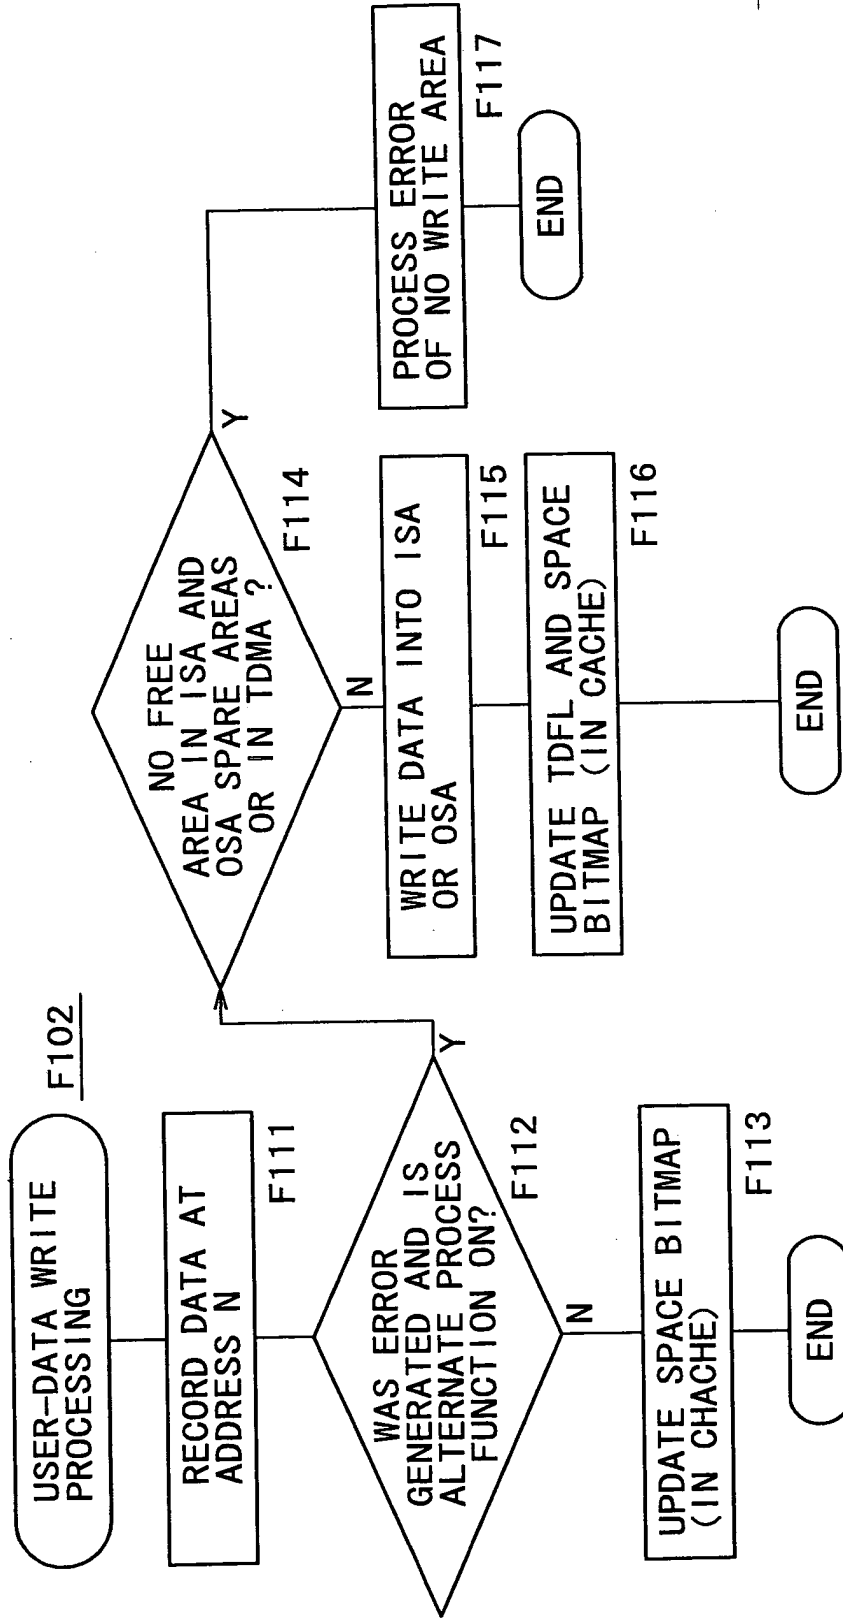 USER-DATA WRITE
PROCESSING
F102
RECORD DATA AT
ADDRESS N
F111
WAS ERROR
GENERATED AND IS
ALTERNATE PROCESS
FUNCTION ON?
F112
Y
N
UPDATE SPACE BITMAP
(IN CHACHE)
F113
END
NO FREE
AREA IN ISA AND
OSA SPARE AREAS
OR IN TDMA ?
F114
Y
N
WRITE DATA INTO ISA
OR OSA
F115
UPDATE TDFL AND SPACE
BITMAP (IN CACHE)
F116
END
PROCESS ERROR
OF NO WRITE AREA
F117
END